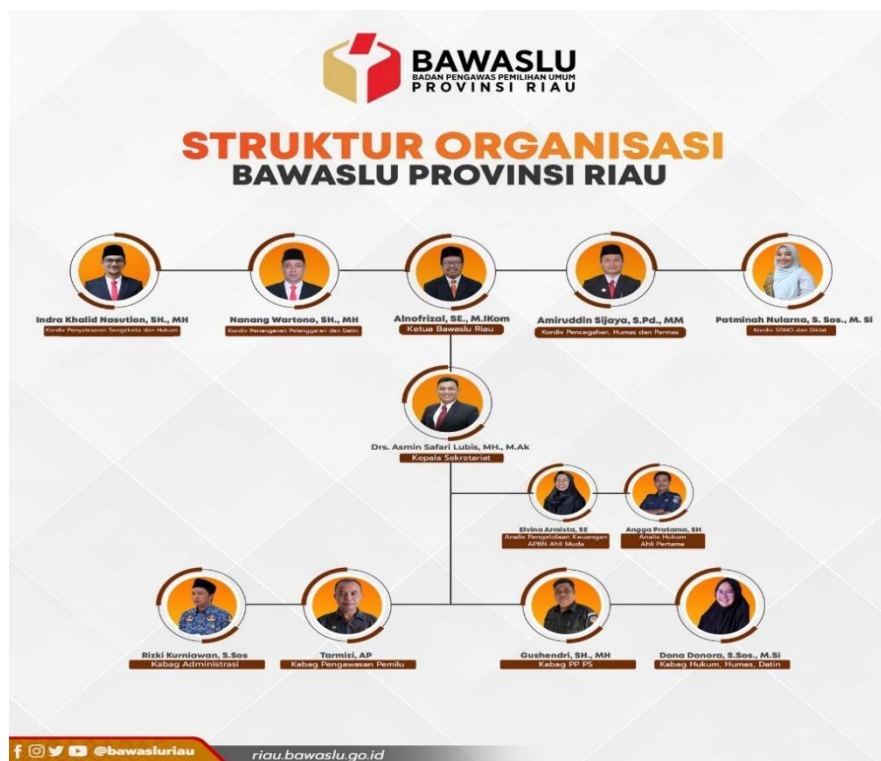 BAWASLU
BADAN PENGAWAS PEMILIHAN UMUM
PROVINSI RIAU
STRUKTUR ORGANISASI
BAWASLU PROVINSI RIAU
Indra Khalid Nasution, SH., MH
Kordiv Penyelesaian Sengketa dan Hukum
Nanang Wartono, SH., MH
Kordiv Penanganan Pelanggaran dan Datin
Alnofrizal, SE., M.IKom
Ketua Bawaslu Riau
Amiruddin Sijaya, S.Pd., MM
Kordiv Pencegahan, Humas dan Parmas
Patminah Nularna, S. Sos., M. Si
Kordiv SDMO dan Diklat
Drs. Asmin Safari Lubis, MH., M.Ak
Kepala Sekretariat
Elvina Armista, SE
Analis Pengelolaan Keuangan
APBN Ahli Muda
Angga Pratama, SH
Analis Hukum
Ahli Pertama
Rizki Kurniawan, S.Sos
Kabag Administrasi
Tarmizi, AP
Kabag Pengawasan Pemilu
Gushendri, SH., MH
Kabag PP PS
Dona Donora, S.Sos., M.Si
Kabag Hukum, Humas, Datin
@bawasluriau
riau.bawaslu.go.id